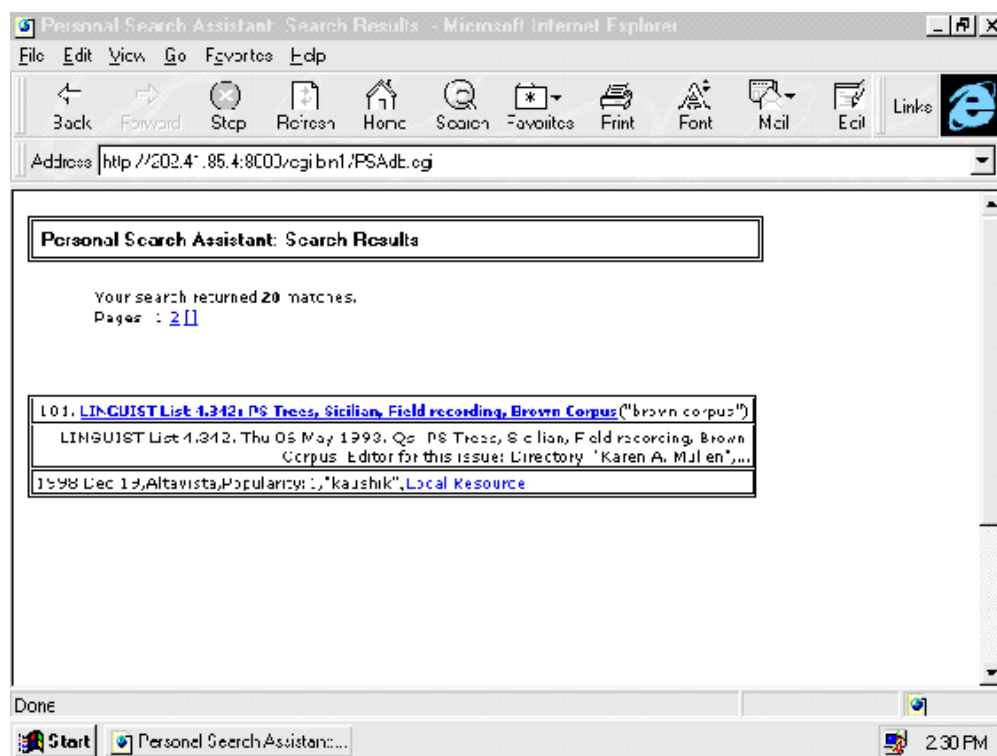 Personal Search Assistant: Search Results - Microsoft Internet Explorer
File Edit View Go Favorites Help
Back Forward Stop Refresh Home Search Favorites Print Font Mail Edit Links
Address http://202.41.85.4:8000/cgi-bin1/PSAdb.cgi
Personal Search Assistant: Search Results
Your search returned 20 matches.
Pages : 1 2 []
101. LINGUIST List 4.342: PS Trees, Sicilian, Field recording, Brown Corpus("brown corpus")
LINGUIST List 4.342. Thu 06 May 1993. Qs: PS Trees, Sicilian, Field recording, Brown
Corpus. Editor for this issue: Directory: "Karen A. Mullen",...
1998 Dec 19,Altavista,Popularity: 1,"kaushik",Local Resource
Done
Start Personal Search Assistant:... 2:30 PM